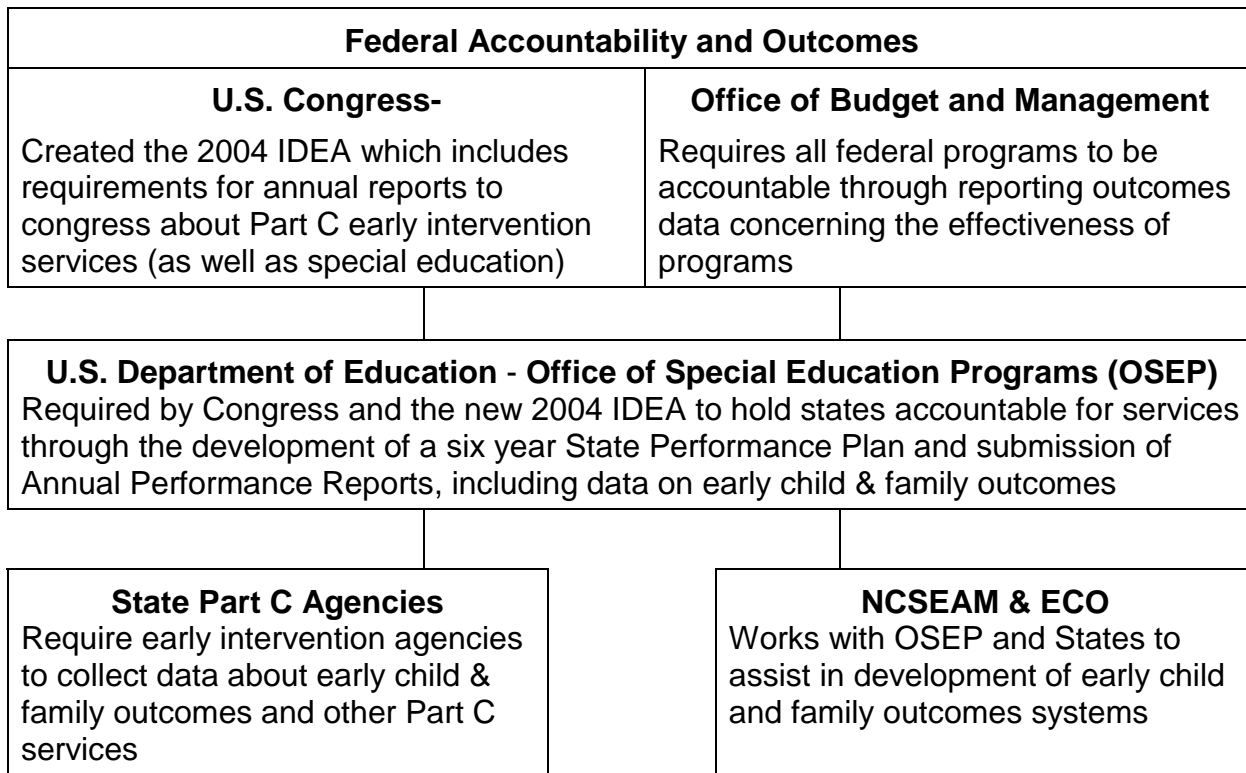 Federal Accountability and Outcomes
U.S. Congress-
Created the 2004 IDEA which includes
requirements for annual reports to
congress about Part C early intervention
services (as well as special education)
Office of Budget and Management
Requires all federal programs to be
accountable through reporting outcomes
data concerning the effectiveness of
programs
U.S. Department of Education - Office of Special Education Programs (OSEP)
Required by Congress and the new 2004 IDEA to hold states accountable for services
through the development of a six year State Performance Plan and submission of
Annual Performance Reports, including data on early child & family outcomes
State Part C Agencies
Require early intervention agencies
to collect data about early child &
family outcomes and other Part C
services
NCSEAM & ECO
Works with OSEP and States to
assist in development of early child
and family outcomes systems